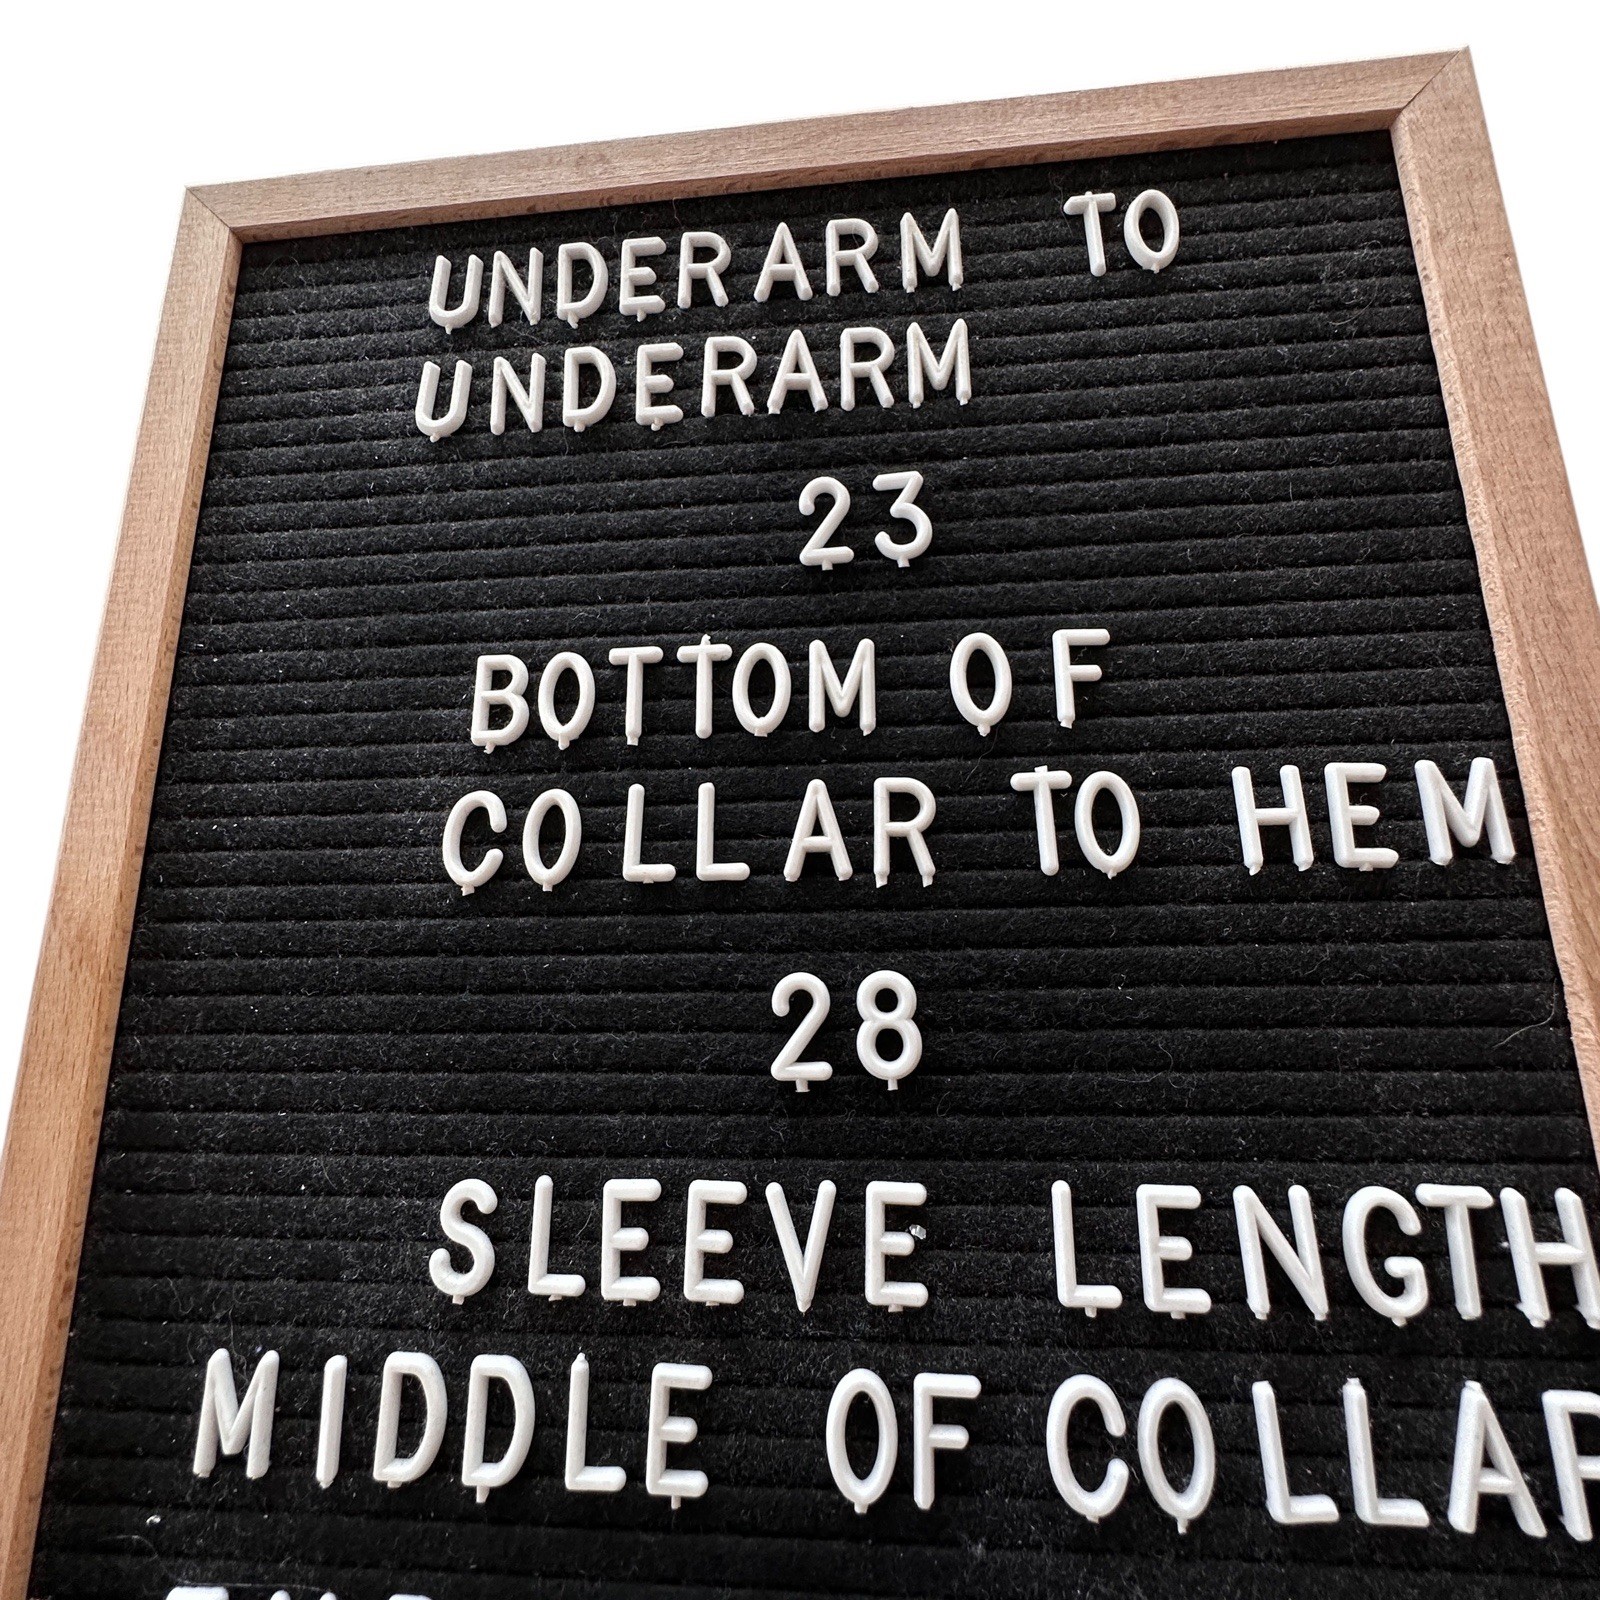 UNDERARM TO
UNDERARM
23
BOTTOM OF
COLLAR TO HEM
28
SLEEVE LENGTH
MIDDLE OF COLLAR